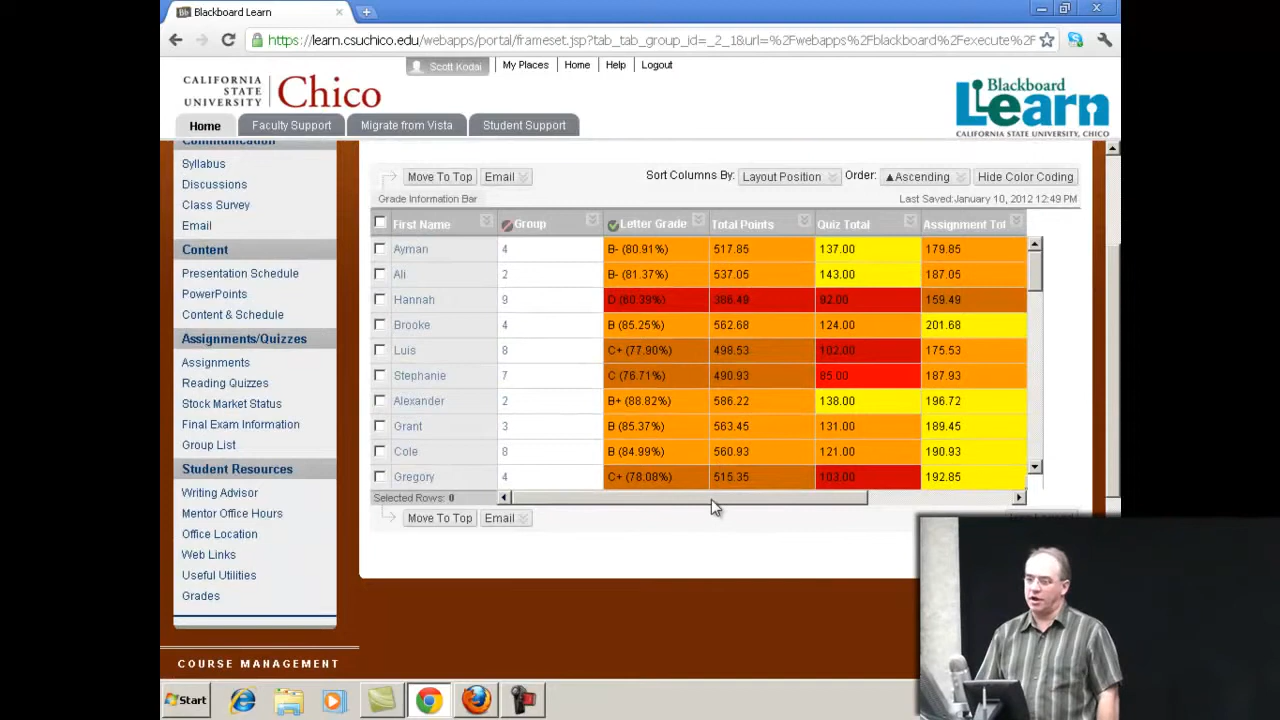 Blackboard Learn
https://learn.csuchico.edu/webapps/portal/frameset.jsp?tab_tab_group_id=_2_1&url=%2Fwebapps%2Fblackboard%2Fexecute%2F
Scott Kodai My Places Home Help Logout
CALIFORNIA STATE UNIVERSITY Chico
Blackboard Learn
CALIFORNIA STATE UNIVERSITY, CHICO
Home Faculty Support Migrate from Vista Student Support
Communication
Syllabus
Discussions
Class Survey
Email
Content
Presentation Schedule
PowerPoints
Content & Schedule
Assignments/Quizzes
Assignments
Reading Quizzes
Stock Market Status
Final Exam Information
Group List
Student Resources
Writing Advisor
Mentor Office Hours
Office Location
Web Links
Useful Utilities
Grades
COURSE MANAGEMENT
Move To Top Email Sort Columns By: Layout Position Order: ▲Ascending Hide Color Coding
Grade Information Bar Last Saved:January 10, 2012 12:49 PM
First Name Group Letter Grade Total Points Quiz Total Assignment Tot
Ayman 4 B- (80.91%) 517.85 137.00 179.85
Ali 2 B- (81.37%) 537.05 143.00 187.05
Hannah 9 D (60.39%) 386.49 92.00 159.49
Brooke 4 B (85.25%) 562.68 124.00 201.68
Luis 8 C+ (77.90%) 498.53 102.00 175.53
Stephanie 7 C (76.71%) 490.93 85.00 187.93
Alexander 2 B+ (88.82%) 586.22 138.00 196.72
Grant 3 B (85.37%) 563.45 131.00 189.45
Cole 8 B (84.99%) 560.93 121.00 190.93
Gregory 4 C+ (78.08%) 515.35 103.00 192.85
Selected Rows: 0
Move To Top Email
Start